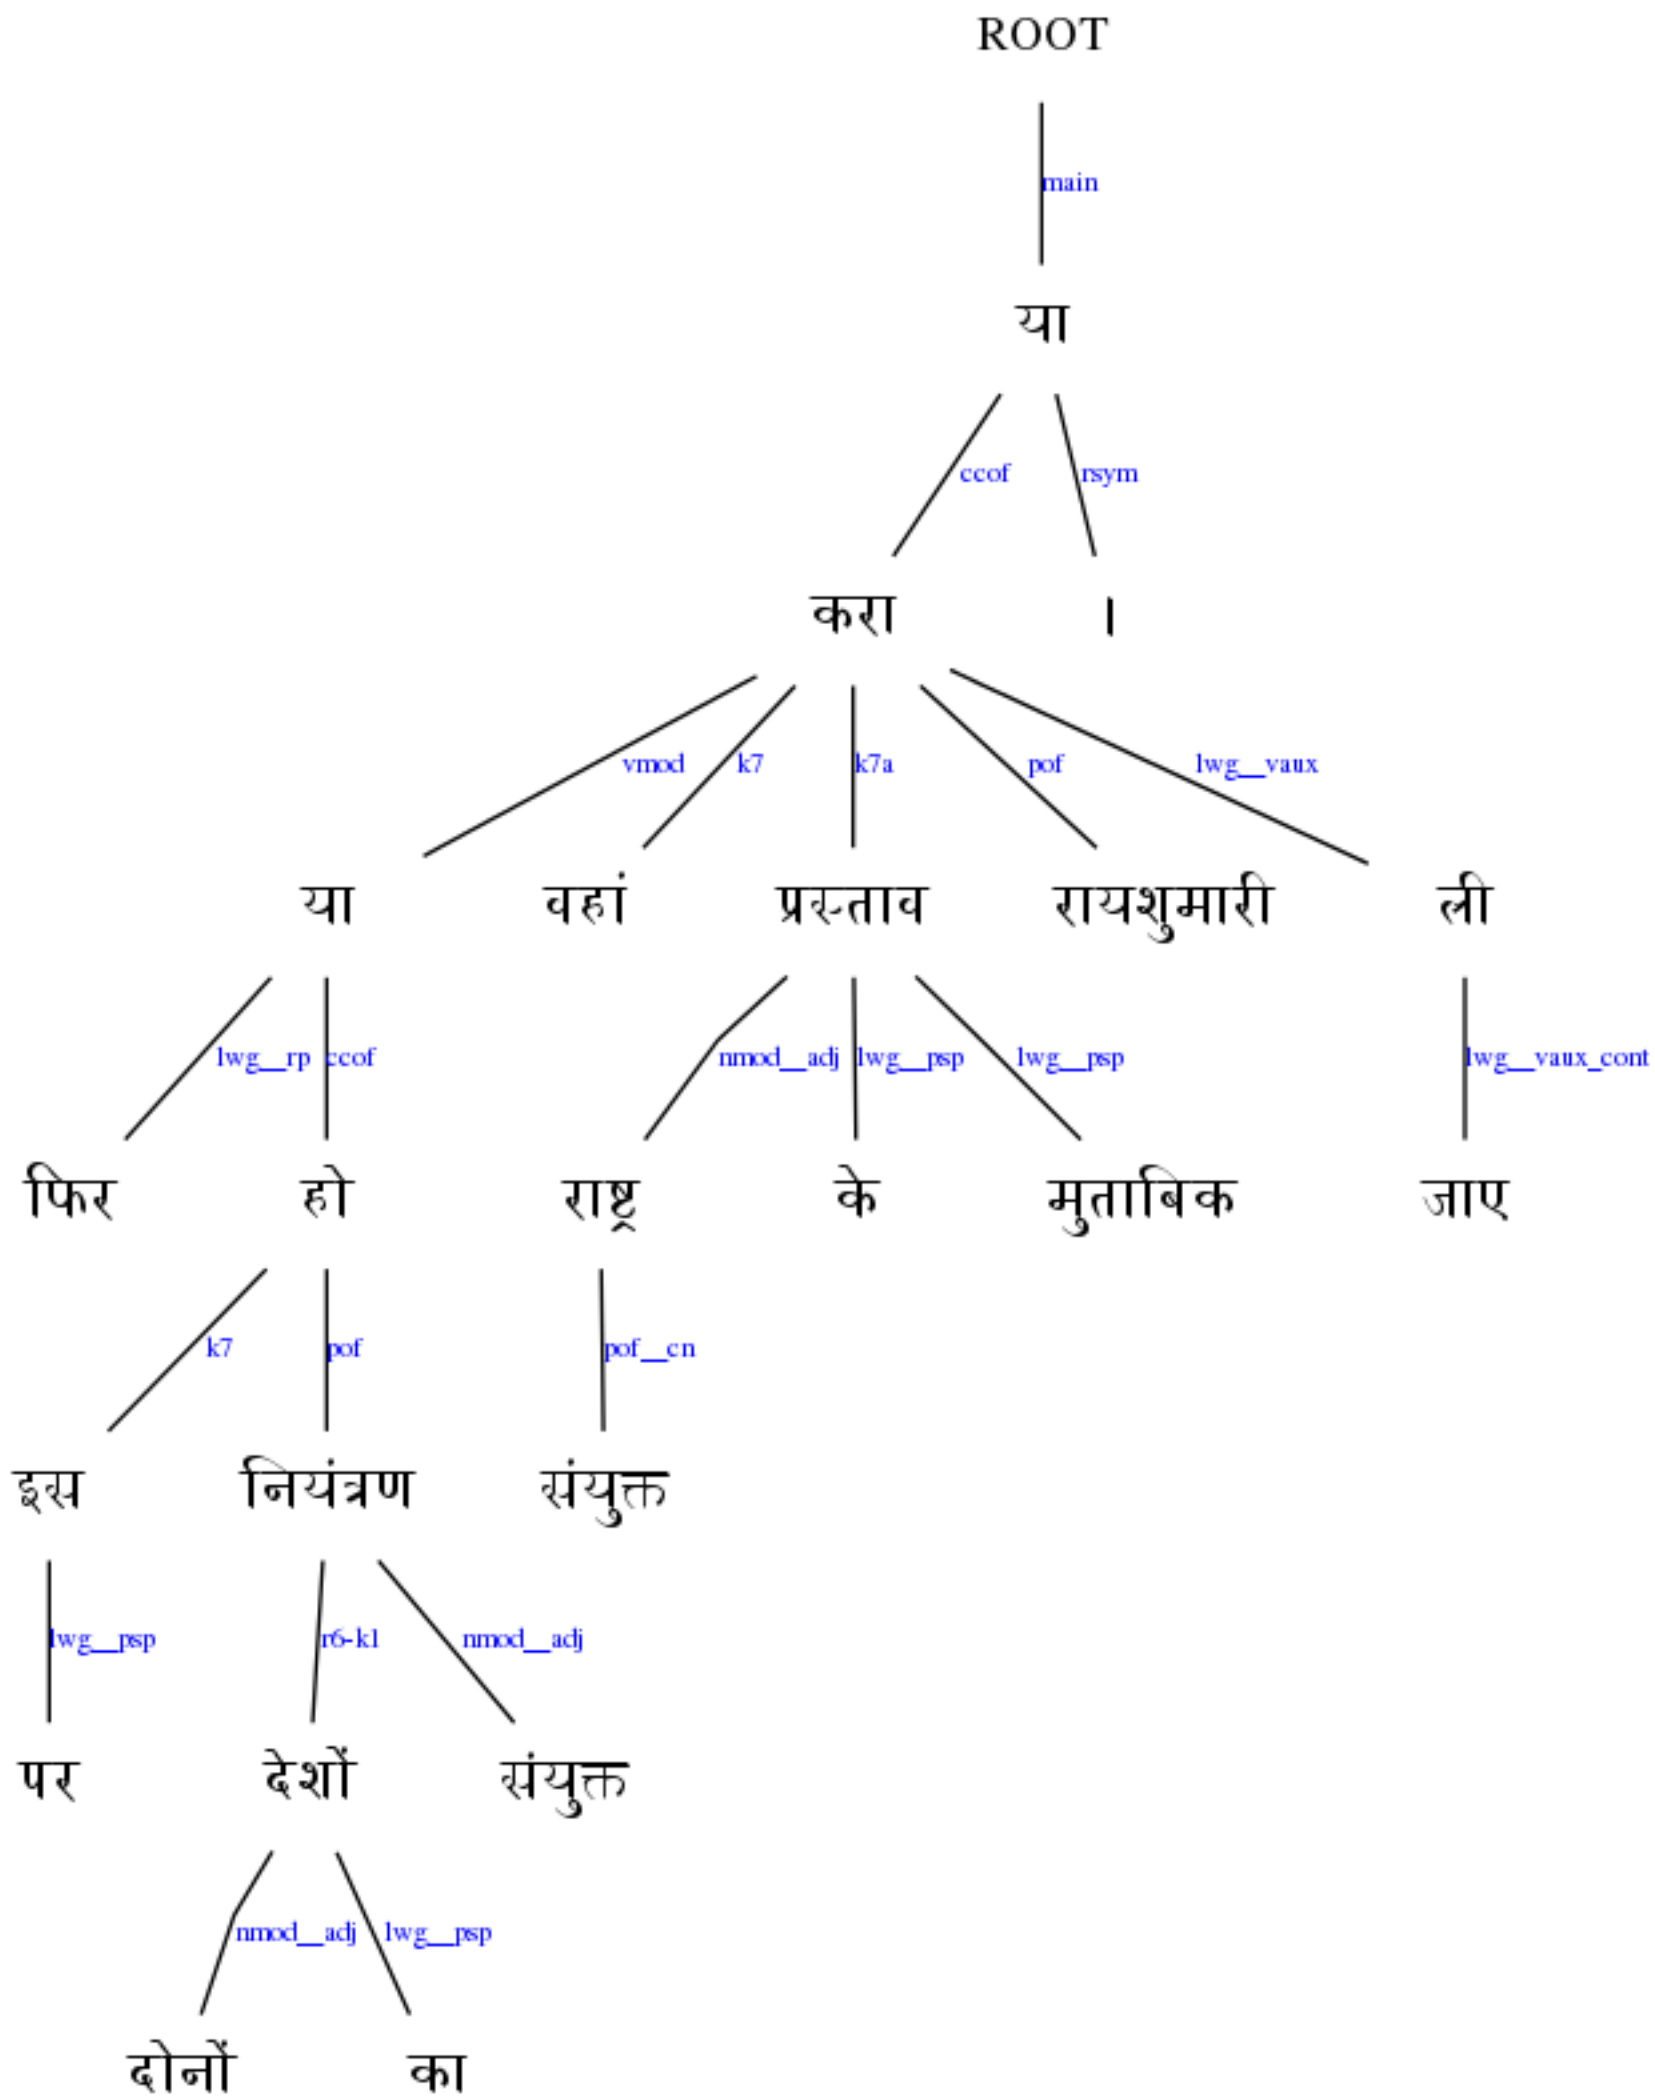 ROOT
main
या
ccof rsym
करा ।
vmod k7 k7a pof lwg__vaux
या वहां प्रस्ताव रायशुमारी ली
lwg__rp ccof nmod__adj lwg__psp lwg__psp lwg__vaux_cont
फिर हो राष्ट्र के मुताबिक जाए
k7 pof pof__cn
इस नियंत्रण संयुक्त
lwg__psp r6-k1 nmod__adj
पर देशों संयुक्त
nmod__adj lwg__psp
दोनों का